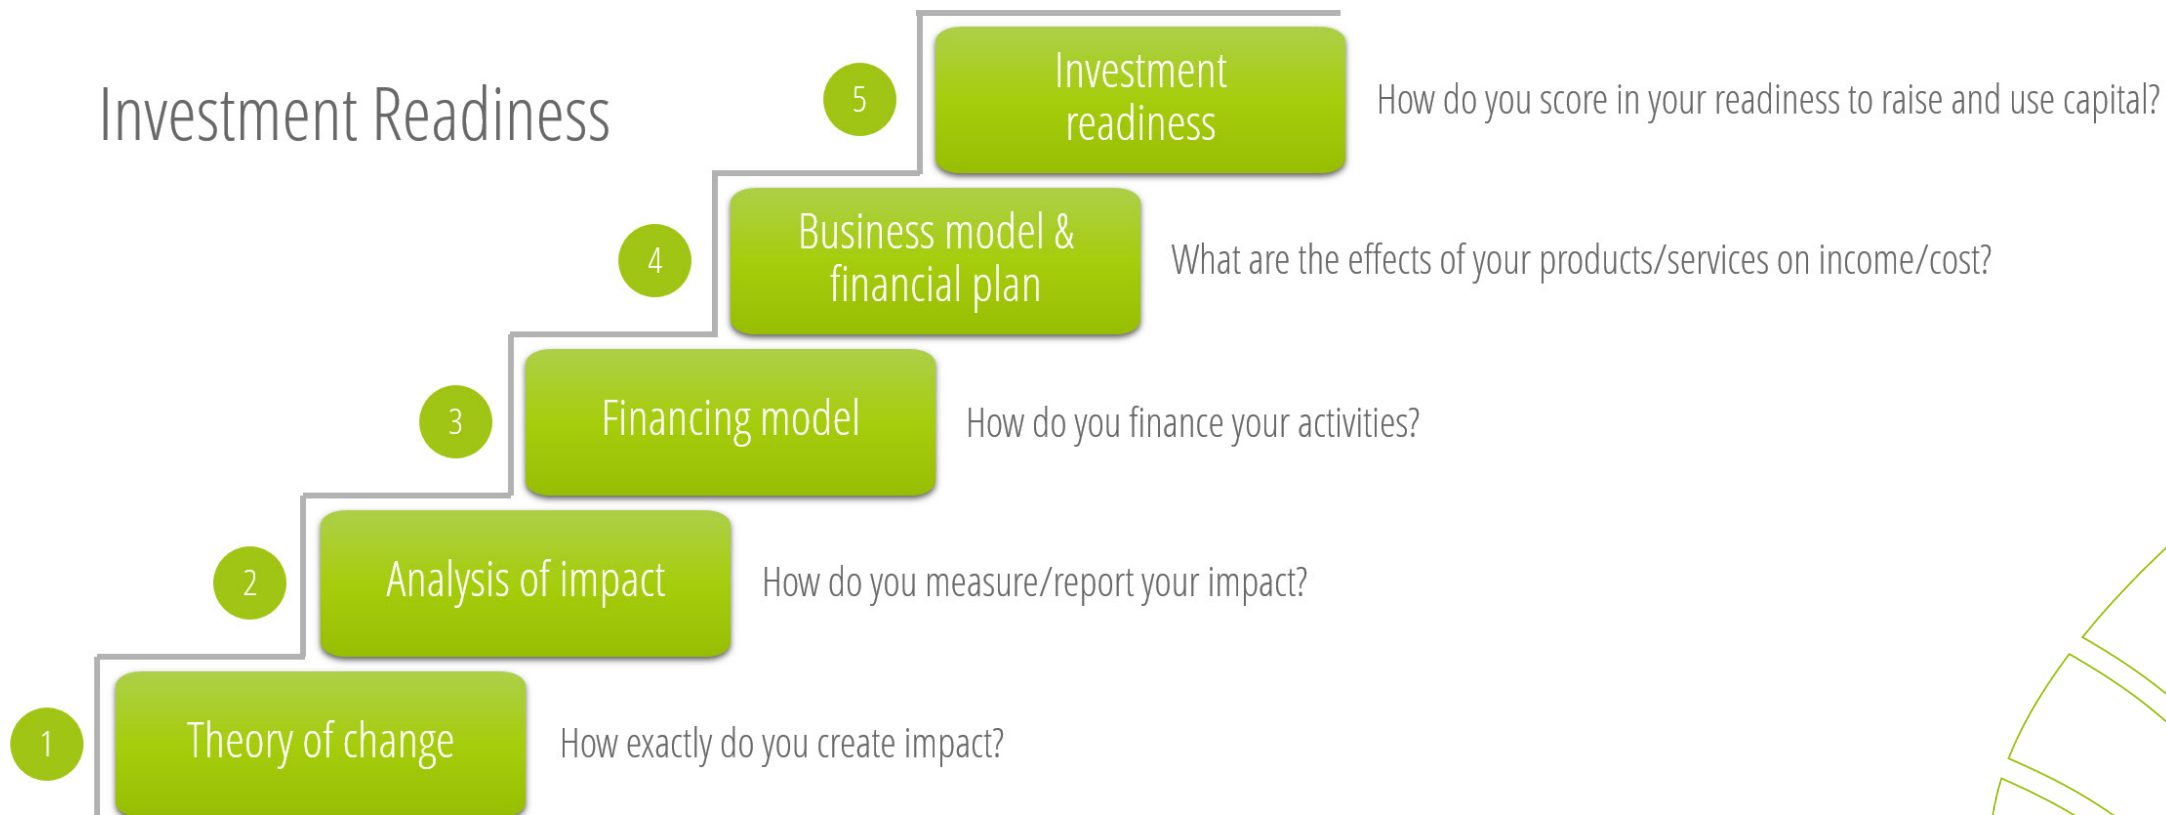 Investment Readiness
5
Investment
readiness
How do you score in your readiness to raise and use capital?
4
Business model &
financial plan
What are the effects of your products/services on income/cost?
3
Financing model
How do you finance your activities?
2
Analysis of impact
How do you measure/report your impact?
1
Theory of change
How exactly do you create impact?